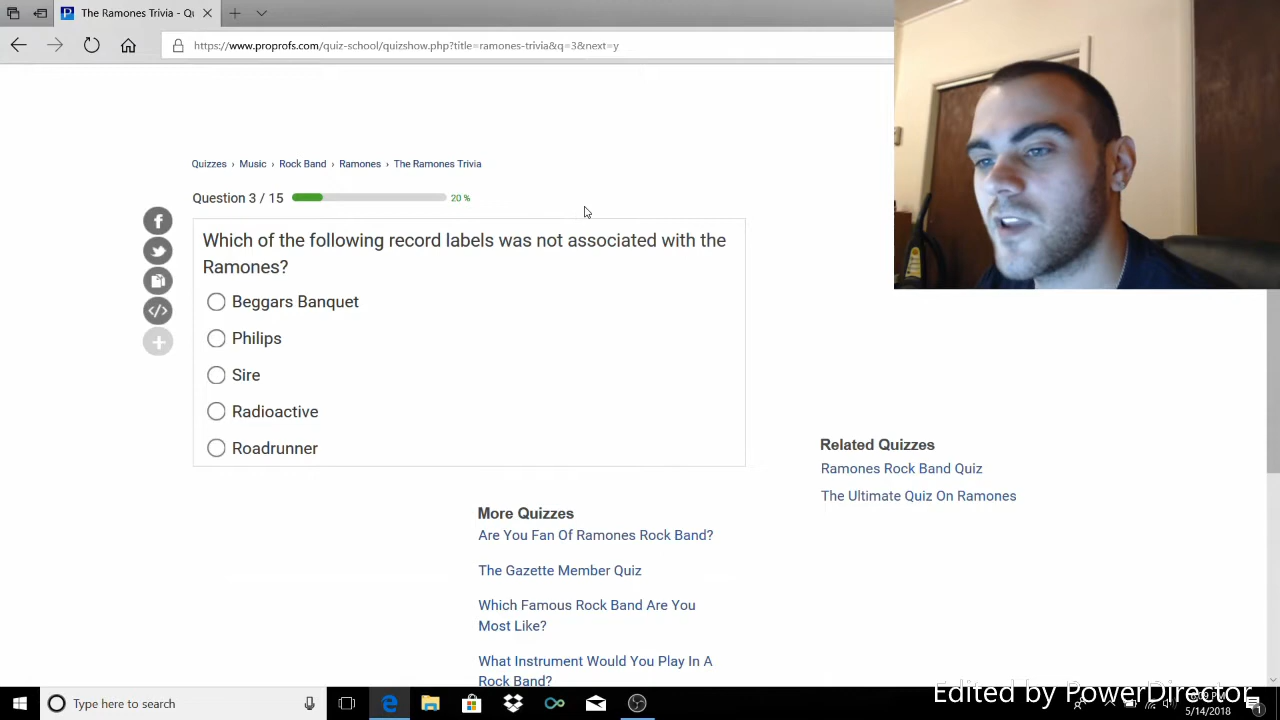 The Ramones Trivia - Qu
https://www.proprofs.com/quiz-school/quizshow.php?title=ramones-trivia&q=3&next=y
Quizzes › Music › Rock Band › Ramones › The Ramones Trivia
Question 3 / 15
20 %
Which of the following record labels was not associated with the
Ramones?
Beggars Banquet
Philips
Sire
Radioactive
Roadrunner
Related Quizzes
Ramones Rock Band Quiz
The Ultimate Quiz On Ramones
More Quizzes
Are You Fan Of Ramones Rock Band?
The Gazette Member Quiz
Which Famous Rock Band Are You
Most Like?
What Instrument Would You Play In A
Rock Band?
Type here to search
Edited by PowerDirector
5/14/2018